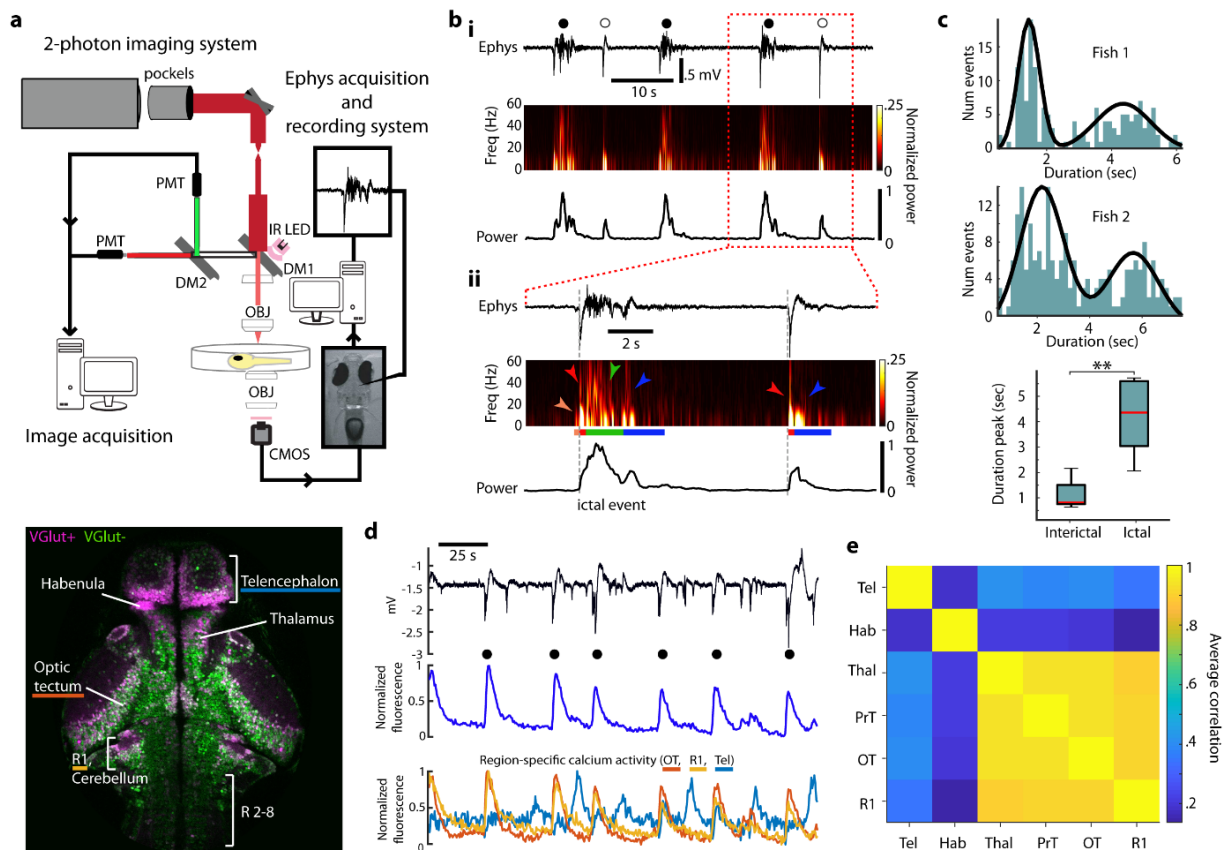 a
2-photon imaging system
pockels
Ephys acquisition
and
recording system
PMT
PMT
IR LED
DM2
DM1
OBJ
OBJ
CMOS
Image acquisition
VGlut+ VGlut-
Habenula
Telencephalon
Thalamus
Optic
tectum
R1,
Cerebellum
R 2-8
b
i
Ephys
.5 mV
10 s
Freq (Hz)
60
40
20
0
.25
0
Normalized power
Power
1
0
ii
Ephys
2 s
Freq (Hz)
60
40
20
0
.25
0
Normalized power
Power
1
0
ictal event
c
Num events
15
10
5
0
Fish 1
2 4 6
Duration (sec)
Num events
12
8
4
0
Fish 2
2 4 6
Duration (sec)
**
Duration peak (sec)
5
4
3
2
1
Interictal Ictal
d
25 s
mV
-1
-1.5
-2
-2.5
-3
Normalized
fluorescence
1
0.5
0
Region-specific calcium activity (OT, R1, Tel)
Normalized
fluorescence
1
0.5
0
e
Tel
Hab
Thal
PrT
OT
R1
Tel Hab Thal PrT OT R1
1
.8
.6
.4
.2
Average correlation